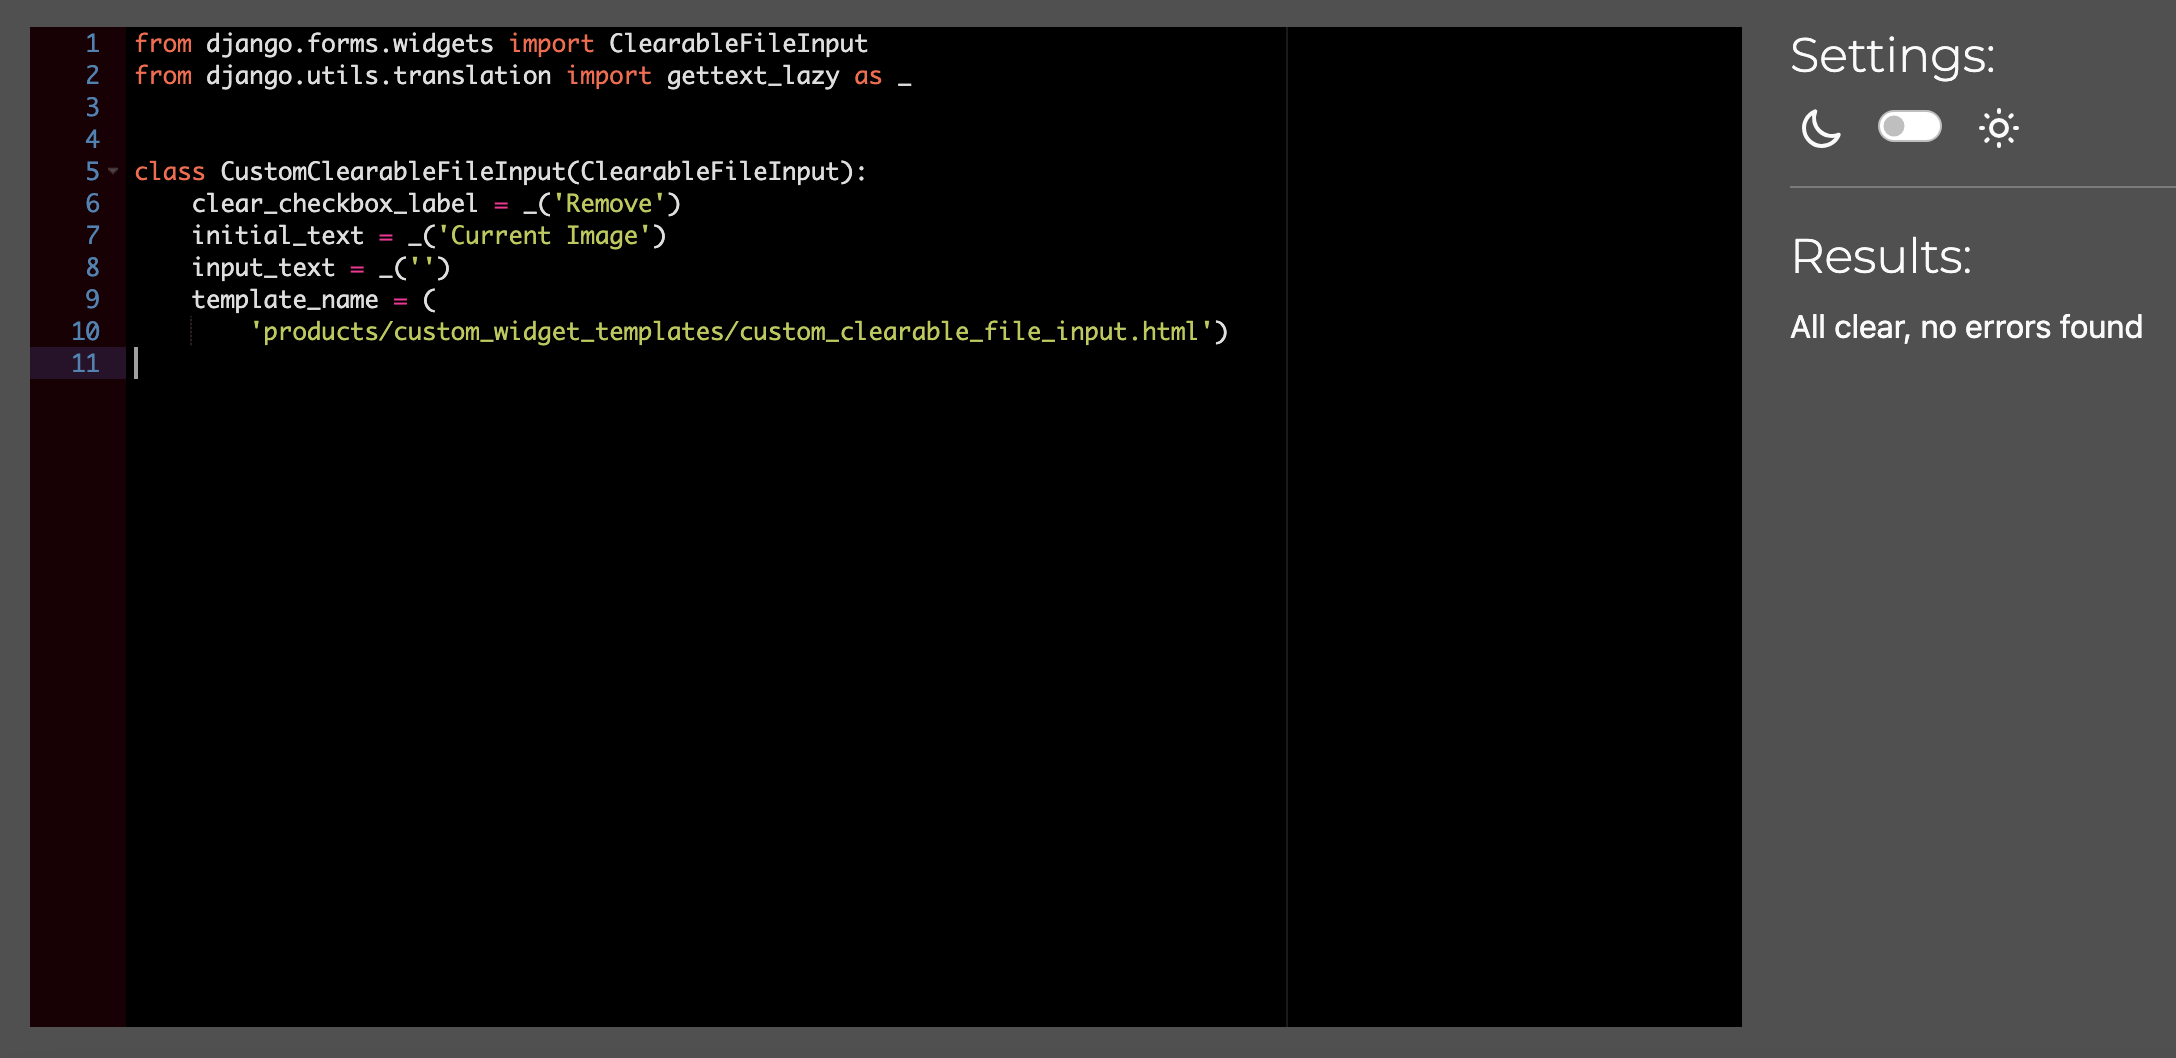 1 from django.forms.widgets import ClearableFileInput
2 from django.utils.translation import gettext_lazy as _
3
4
5 class CustomClearableFileInput(ClearableFileInput):
6     clear_checkbox_label = _('Remove')
7     initial_text = _('Current Image')
8     input_text = _('')
9     template_name = (
10         'products/custom_widget_templates/custom_clearable_file_input.html')
11
Settings:
Results:
All clear, no errors found